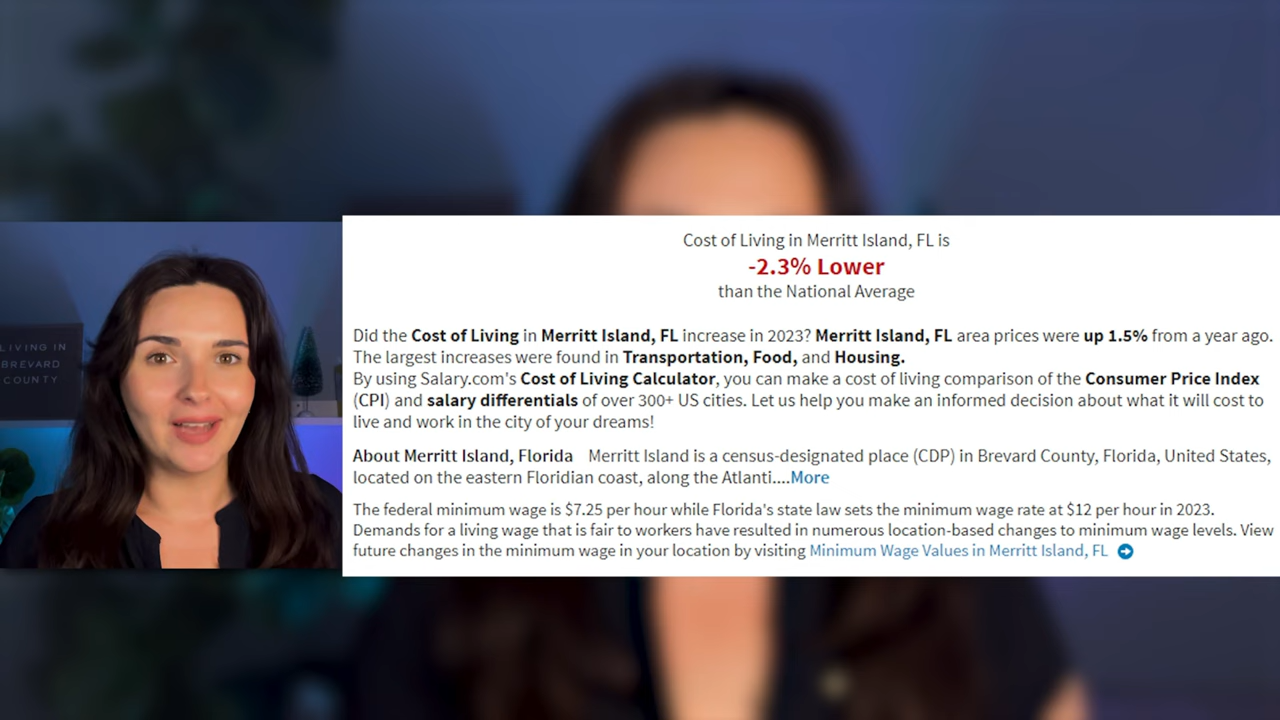 LIVING IN
BREVARD
COUNTY
Cost of Living in Merritt Island, FL is
-2.3% Lower
than the National Average
Did the Cost of Living in Merritt Island, FL increase in 2023? Merritt Island, FL area prices were up 1.5% from a year ago.
The largest increases were found in Transportation, Food, and Housing.
By using Salary.com's Cost of Living Calculator, you can make a cost of living comparison of the Consumer Price Index
(CPI) and salary differentials of over 300+ US cities. Let us help you make an informed decision about what it will cost to
live and work in the city of your dreams!
About Merritt Island, Florida Merritt Island is a census-designated place (CDP) in Brevard County, Florida, United States,
located on the eastern Floridian coast, along the Atlanti....More
The federal minimum wage is $7.25 per hour while Florida's state law sets the minimum wage rate at $12 per hour in 2023.
Demands for a living wage that is fair to workers have resulted in numerous location-based changes to minimum wage levels. View
future changes in the minimum wage in your location by visiting Minimum Wage Values in Merritt Island, FL